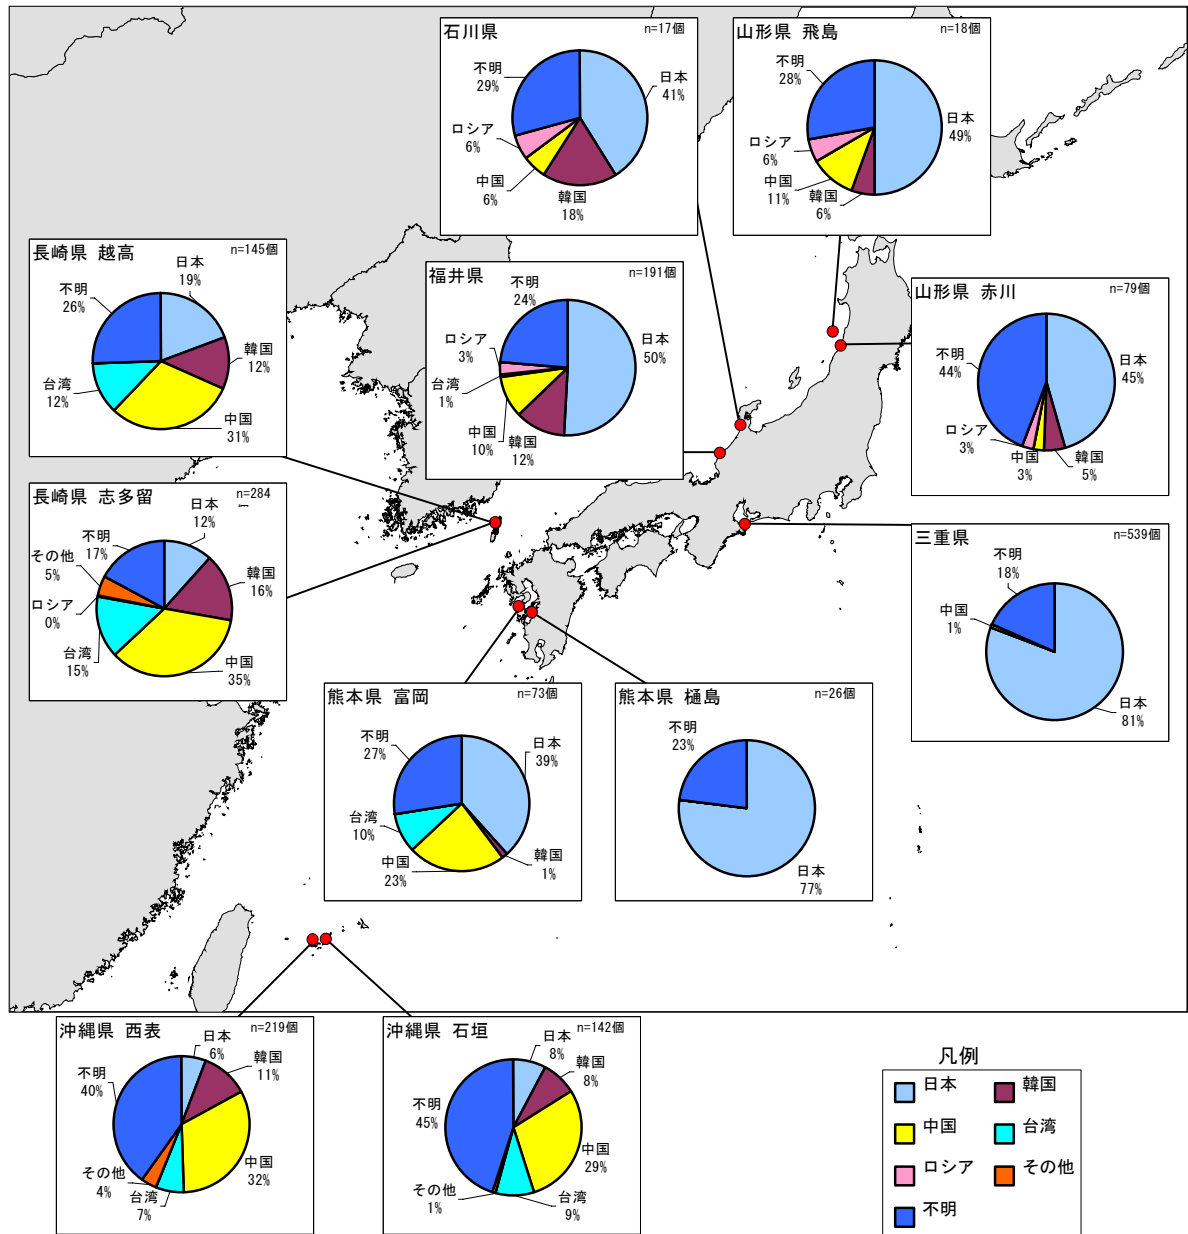 石川県 n=17個
日本
41%
韓国
18%
中国
6%
ロシア
6%
不明
29%
山形県 飛島 n=18個
日本
49%
韓国
6%
中国
11%
ロシア
6%
不明
28%
長崎県 越高 n=145個
日本
19%
韓国
12%
中国
31%
台湾
12%
不明
26%
福井県 n=191個
日本
50%
韓国
12%
中国
10%
台湾
1%
ロシア
3%
不明
24%
山形県 赤川 n=79個
日本
45%
韓国
5%
中国
3%
ロシア
3%
不明
44%
長崎県 志多留 n=284
日本
12%
韓国
16%
中国
35%
台湾
15%
ロシア
0%
その他
5%
不明
17%
三重県 n=539個
日本
81%
中国
1%
不明
18%
熊本県 富岡 n=73個
日本
39%
韓国
1%
中国
23%
台湾
10%
不明
27%
熊本県 樋島 n=26個
日本
77%
不明
23%
沖縄県 西表 n=219個
日本
6%
韓国
11%
中国
32%
台湾
7%
その他
4%
不明
40%
沖縄県 石垣 n=142個
日本
8%
韓国
8%
中国
29%
台湾
9%
その他
1%
不明
45%
凡例
日本 韓国
中国 台湾
ロシア その他
不明